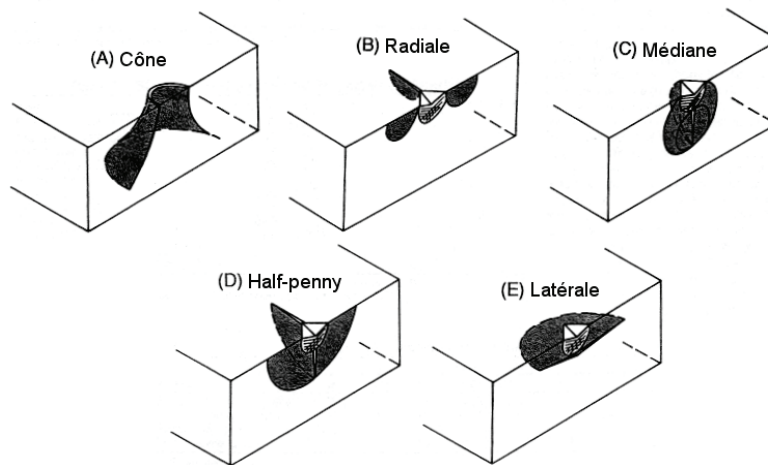 (A) Cône
(B) Radiale
(C) Médiane
(D) Half-penny
(E) Latérale